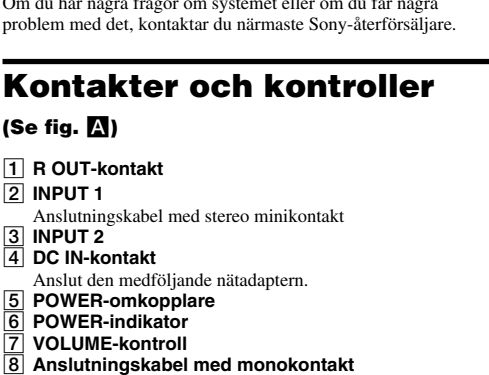 Om du har några frågor om systemet eller om du får några
problem med det, kontaktar du närmaste Sony-återförsäljare.
Kontakter och kontroller
(Se fig. A)
1 R OUT-kontakt
2 INPUT 1
Anslutningskabel med stereo minikontakt
3 INPUT 2
4 DC IN-kontakt
Anslut den medföljande nätadaptern.
5 POWER-omkopplare
6 POWER-indikator
7 VOLUME-kontroll
8 Anslutningskabel med monokontakt